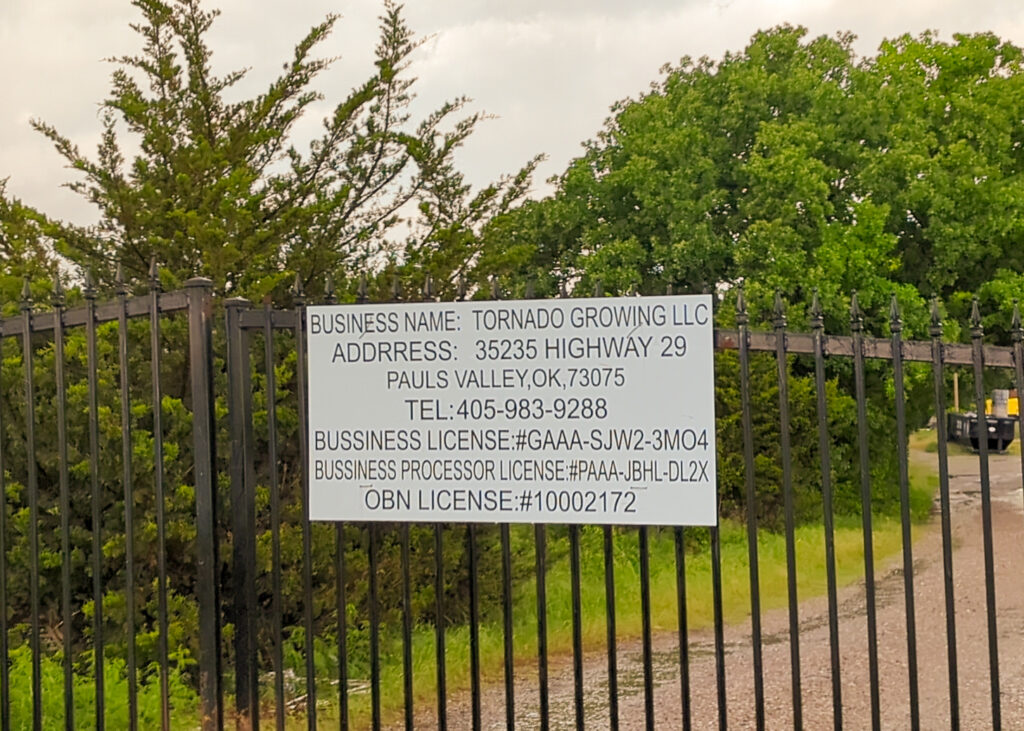 BUSINESS NAME: TORNADO GROWING LLC
ADDRRESS: 35235 HIGHWAY 29
PAULS VALLEY,OK,73075
TEL:405-983-9288
BUSSINESS LICENSE:#GAAA-SJW2-3MO4
BUSSINESS PROCESSOR LICENSE:#PAAA-JBHL-DL2X
OBN LICENSE:#10002172